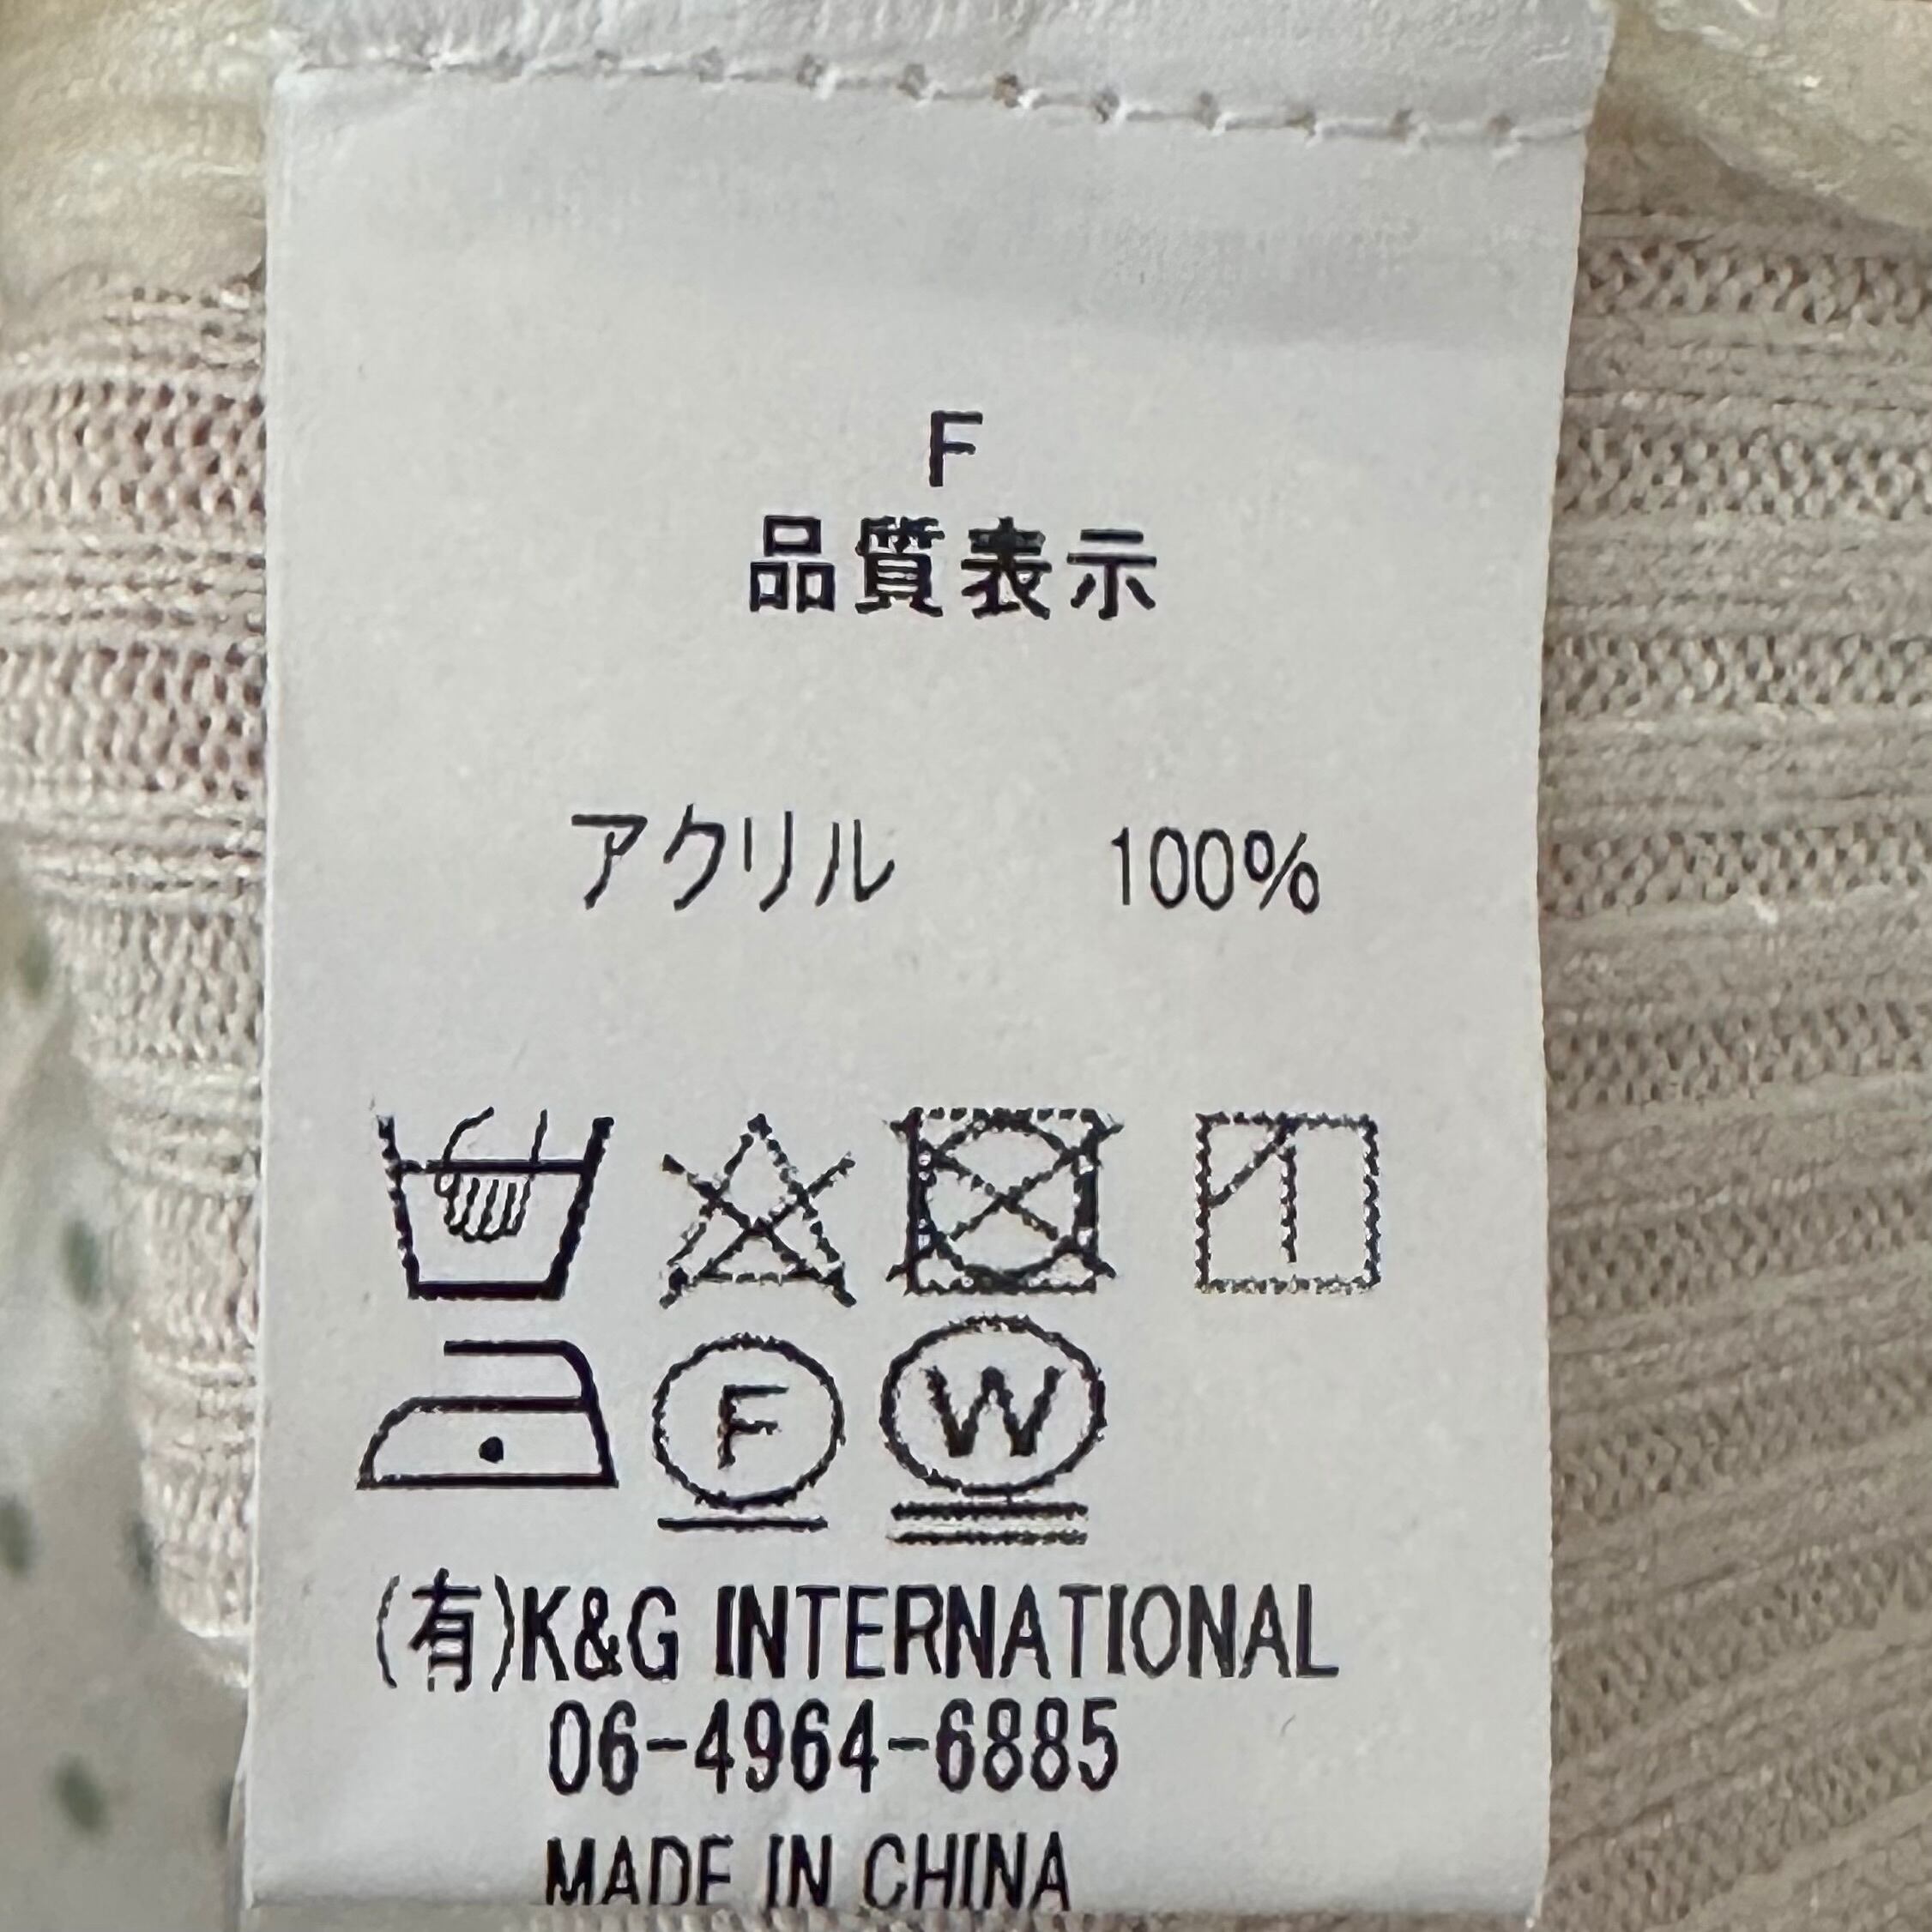 F
品質表示
アクリル 100%
F W
(有)K&G INTERNATIONAL
06-4964-6885
MADE IN CHINA